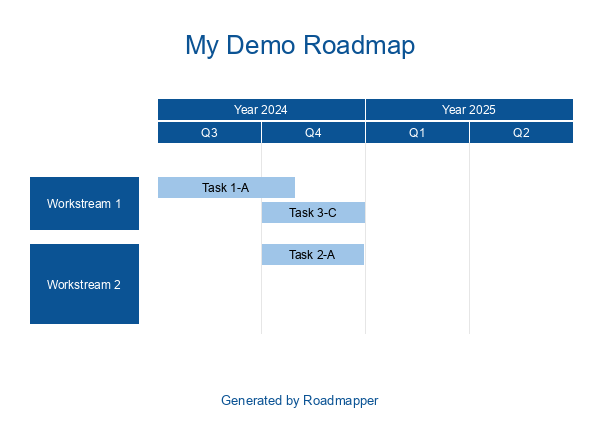 My Demo Roadmap
Year 2024 Year 2025
Q3 Q4 Q1 Q2
Task 1-A
Workstream 1
Task 3-C
Task 2-A
Workstream 2
Generated by Roadmapper